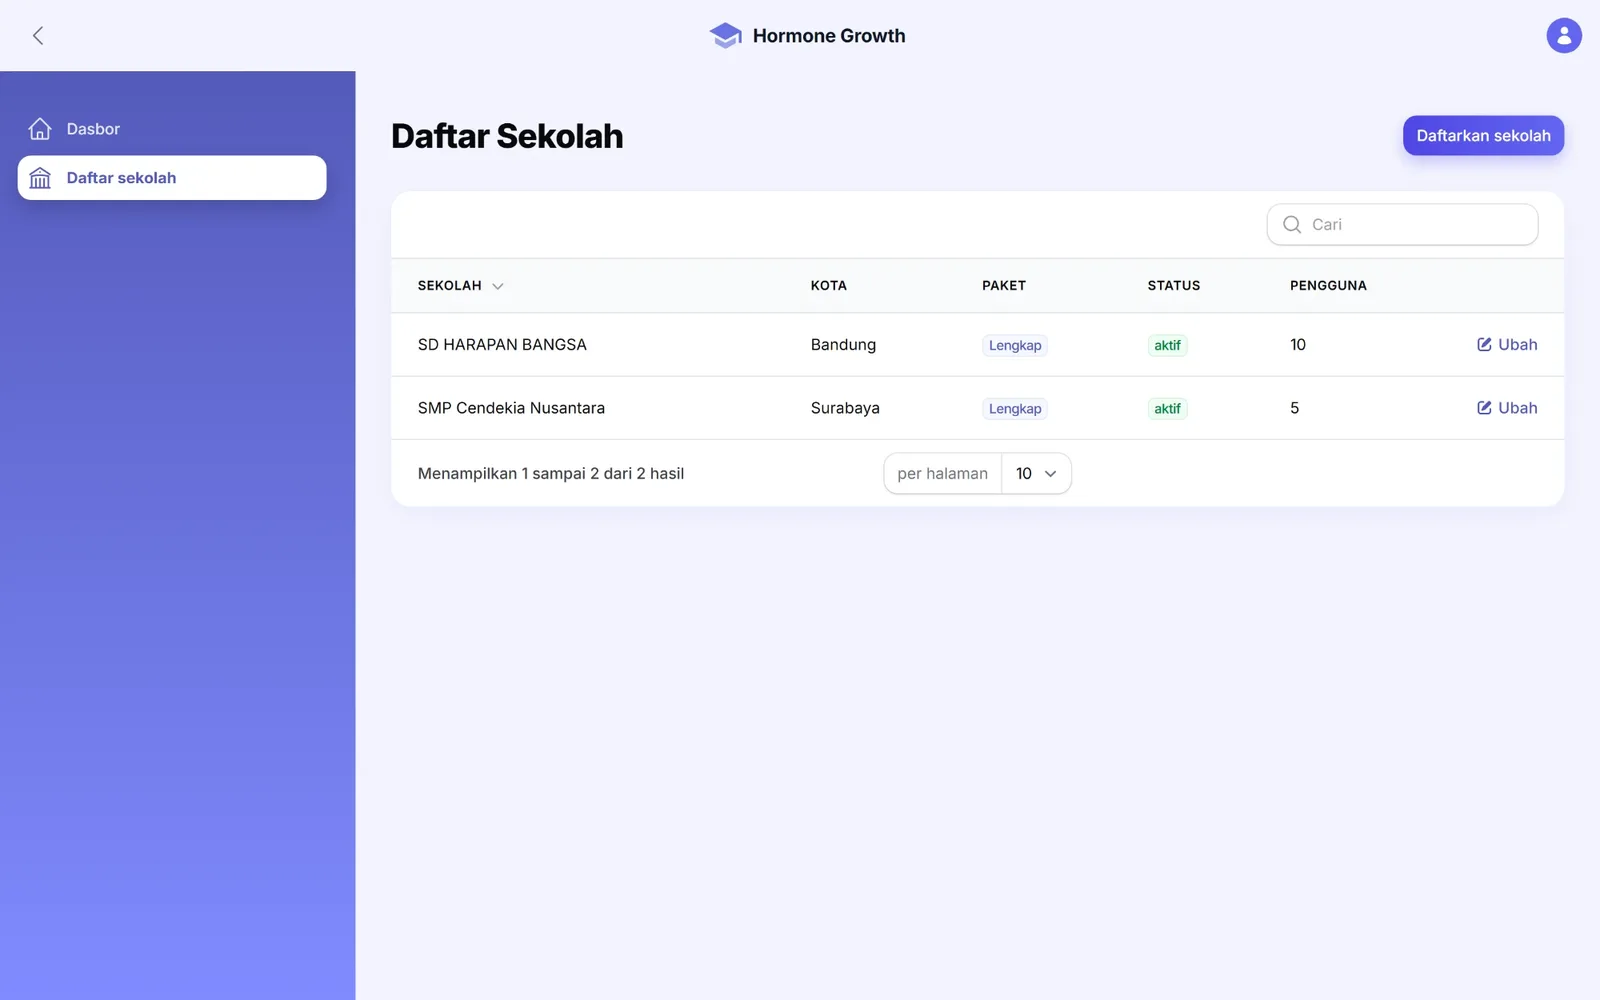 Hormone Growth
Dasbor
Daftar sekolah
Daftar Sekolah
Daftarkan sekolah
Cari
SEKOLAH KOTA PAKET STATUS PENGGUNA
SD HARAPAN BANGSA Bandung Lengkap aktif 10 Ubah
SMP Cendekia Nusantara Surabaya Lengkap aktif 5 Ubah
Menampilkan 1 sampai 2 dari 2 hasil per halaman 10